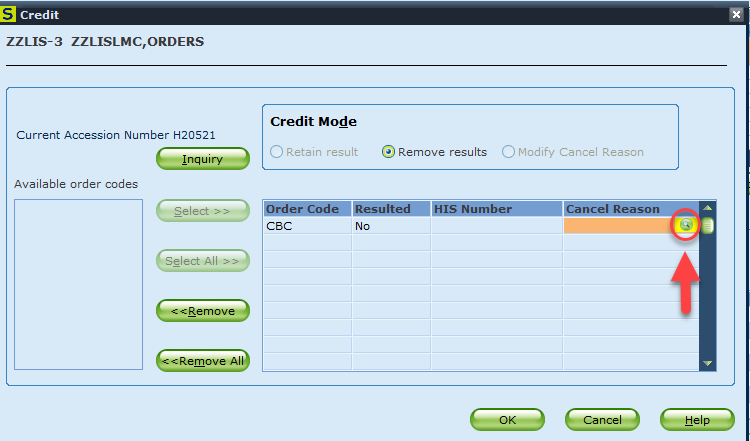 S Credit
ZZLIS-3 ZZLISLMC,ORDERS
Credit Mode
Retain result Remove results Modify Cancel Reason
Current Accession Number H20521
Inquiry
Available order codes
Select >>
Select All >>
<<Remove
<<Remove All
Order Code Resulted HIS Number Cancel Reason
CBC No
OK Cancel Help